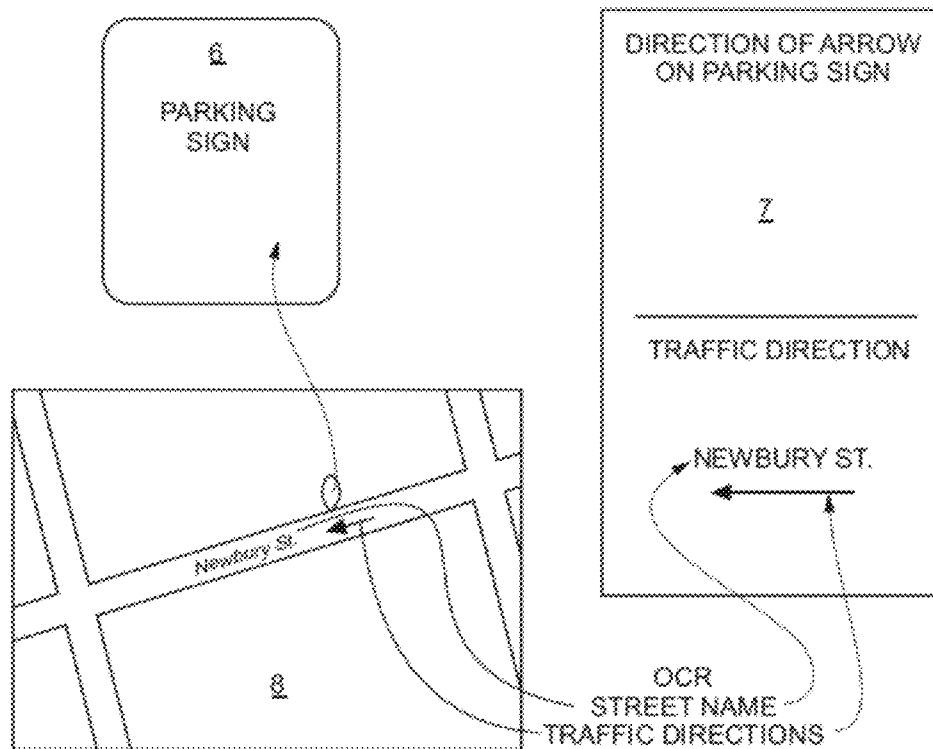 6
PARKING
SIGN
DIRECTION OF ARROW
ON PARKING SIGN
7
TRAFFIC DIRECTION
NEWBURY ST.
Newbury St.
8
OCR
STREET NAME
TRAFFIC DIRECTIONS